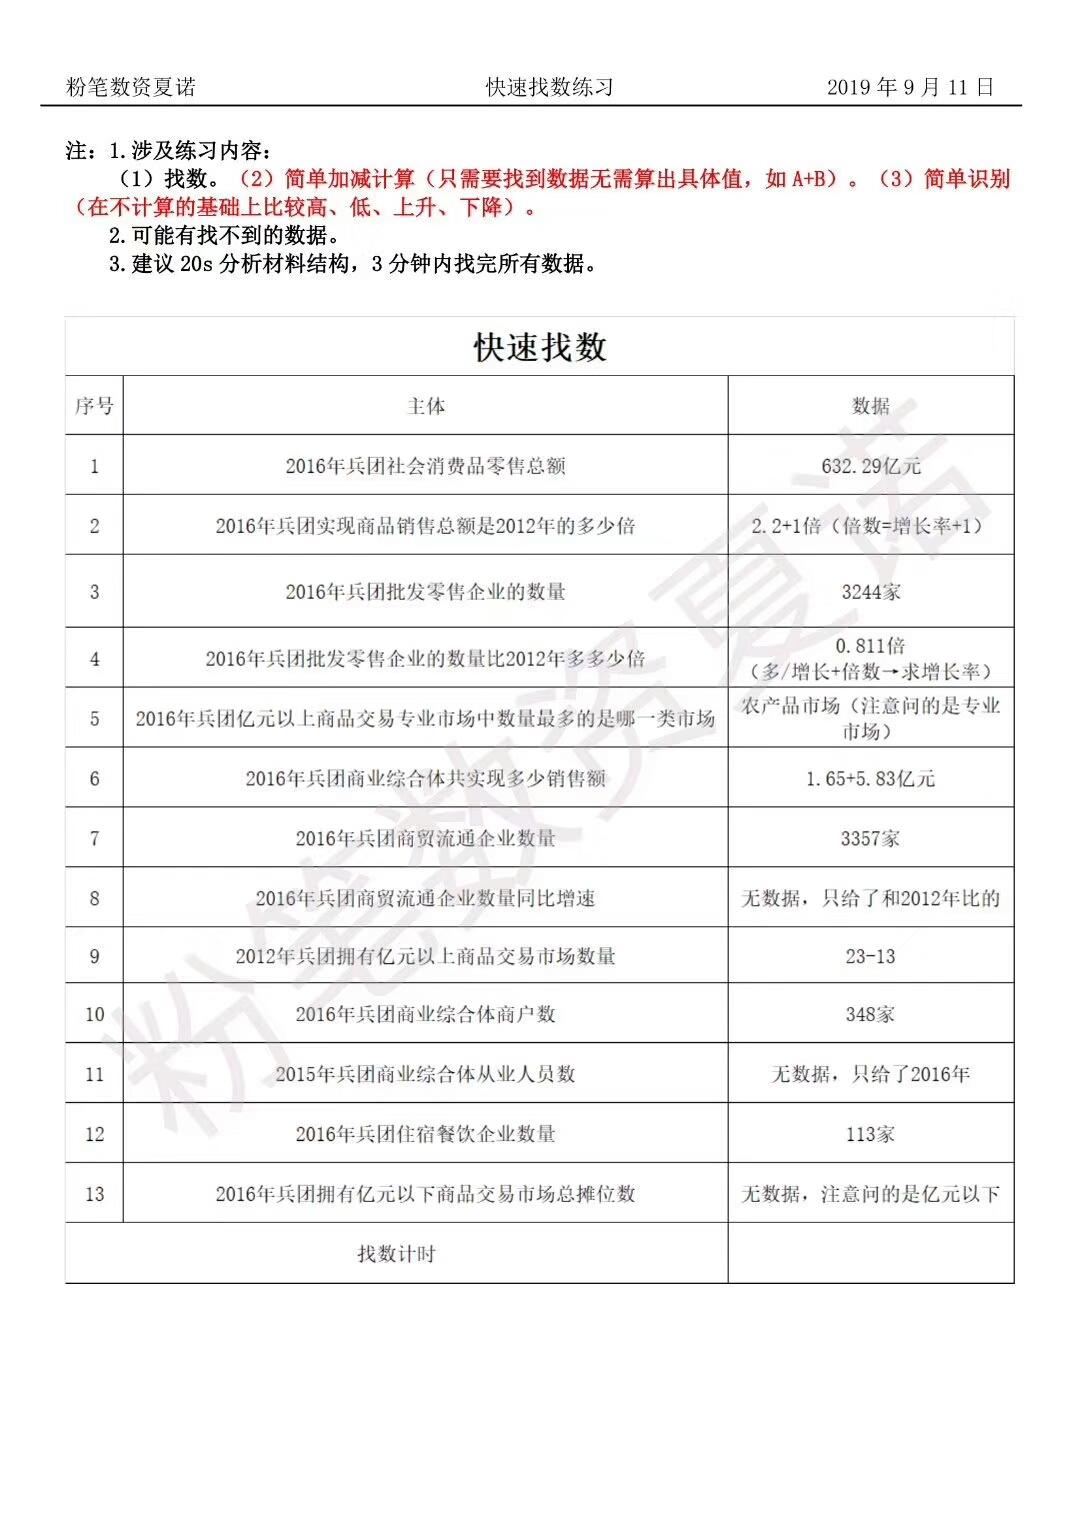 粉笔数资夏诺 快速找数练习 2019 年 9 月 11 日
注：1.涉及练习内容：
（1）找数。（2）简单加减计算（只需要找到数据无需算出具体值，如 A+B）。（3）简单识别
（在不计算的基础上比较高、低、上升、下降）。
2.可能有找不到的数据。
3.建议 20s 分析材料结构，3 分钟内找完所有数据。
快速找数
序号 主体 数据
1 2016年兵团社会消费品零售总额 632.29亿元
2 2016年兵团实现商品销售总额是2012年的多少倍 2.2+1倍（倍数=增长率+1）
3 2016年兵团批发零售企业的数量 3244家
4 2016年兵团批发零售企业的数量比2012年多多少倍 0.811倍
（多/增长+倍数→求增长率）
5 2016年兵团亿元以上商品交易专业市场中数量最多的是哪一类市场 农产品市场（注意问的是专业
市场）
6 2016年兵团商业综合体共实现多少销售额 1.65+5.83亿元
7 2016年兵团商贸流通企业数量 3357家
8 2016年兵团商贸流通企业数量同比增速 无数据，只给了和2012年比的
9 2012年兵团拥有亿元以上商品交易市场数量 23-13
10 2016年兵团商业综合体商户数 348家
11 2015年兵团商业综合体从业人员数 无数据，只给了2016年
12 2016年兵团住宿餐饮企业数量 113家
13 2016年兵团拥有亿元以下商品交易市场总摊位数 无数据，注意问的是亿元以下
找数计时
粉笔数资夏诺